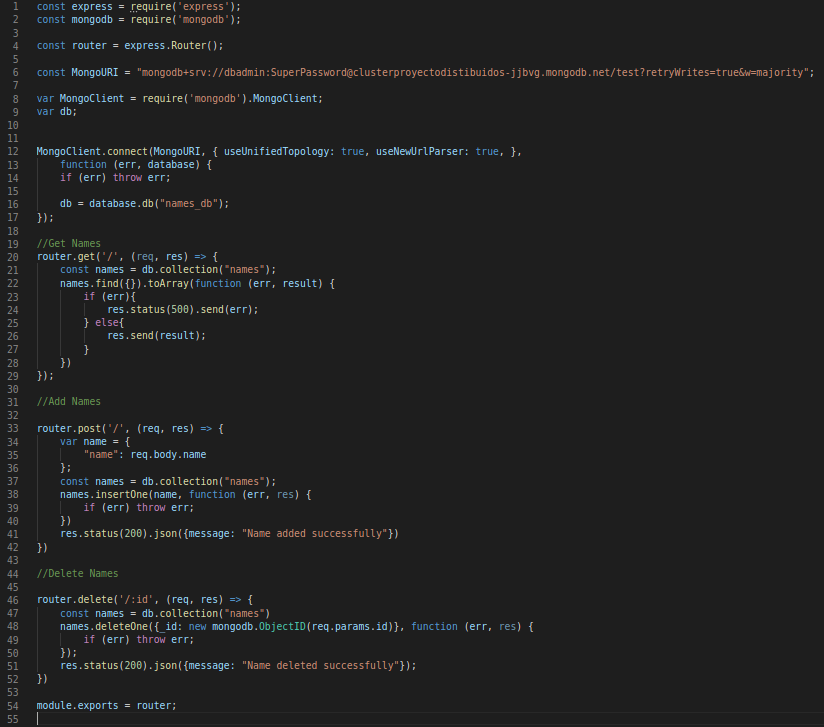 1 const express = require('express');
2 const mongodb = require('mongodb');
3
4 const router = express.Router();
5
6 const MongoURI = "mongodb+srv://dbadmin:SuperPassword@clusterproyectodistibuidos-jjbvg.mongodb.net/test?retryWrites=true&w=majority";
7
8 var MongoClient = require('mongodb').MongoClient;
9 var db;
10
11
12 MongoClient.connect(MongoURI, { useUnifiedTopology: true, useNewUrlParser: true, },
13     function (err, database) {
14     if (err) throw err;
15
16     db = database.db("names_db");
17 });
18
19 //Get Names
20 router.get('/', (req, res) => {
21     const names = db.collection("names");
22     names.find({}).toArray(function (err, result) {
23         if (err){
24             res.status(500).send(err);
25         } else{
26             res.send(result);
27         }
28     })
29 });
30
31 //Add Names
32
33 router.post('/', (req, res) => {
34     var name = {
35         "name": req.body.name
36     };
37     const names = db.collection("names");
38     names.insertOne(name, function (err, res) {
39         if (err) throw err;
40     })
41     res.status(200).json({message: "Name added successfully"})
42 })
43
44 //Delete Names
45
46 router.delete('/:id', (req, res) => {
47     const names = db.collection("names")
48     names.deleteOne({_id: new mongodb.ObjectID(req.params.id)}, function (err, res) {
49         if (err) throw err;
50     });
51     res.status(200).json({message: "Name deleted successfully"});
52 })
53
54 module.exports = router;
55